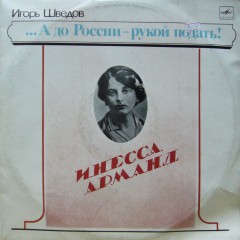 Игорь Шведов
...А до России – рукой подать!
ИНЕССА
АРМАНД